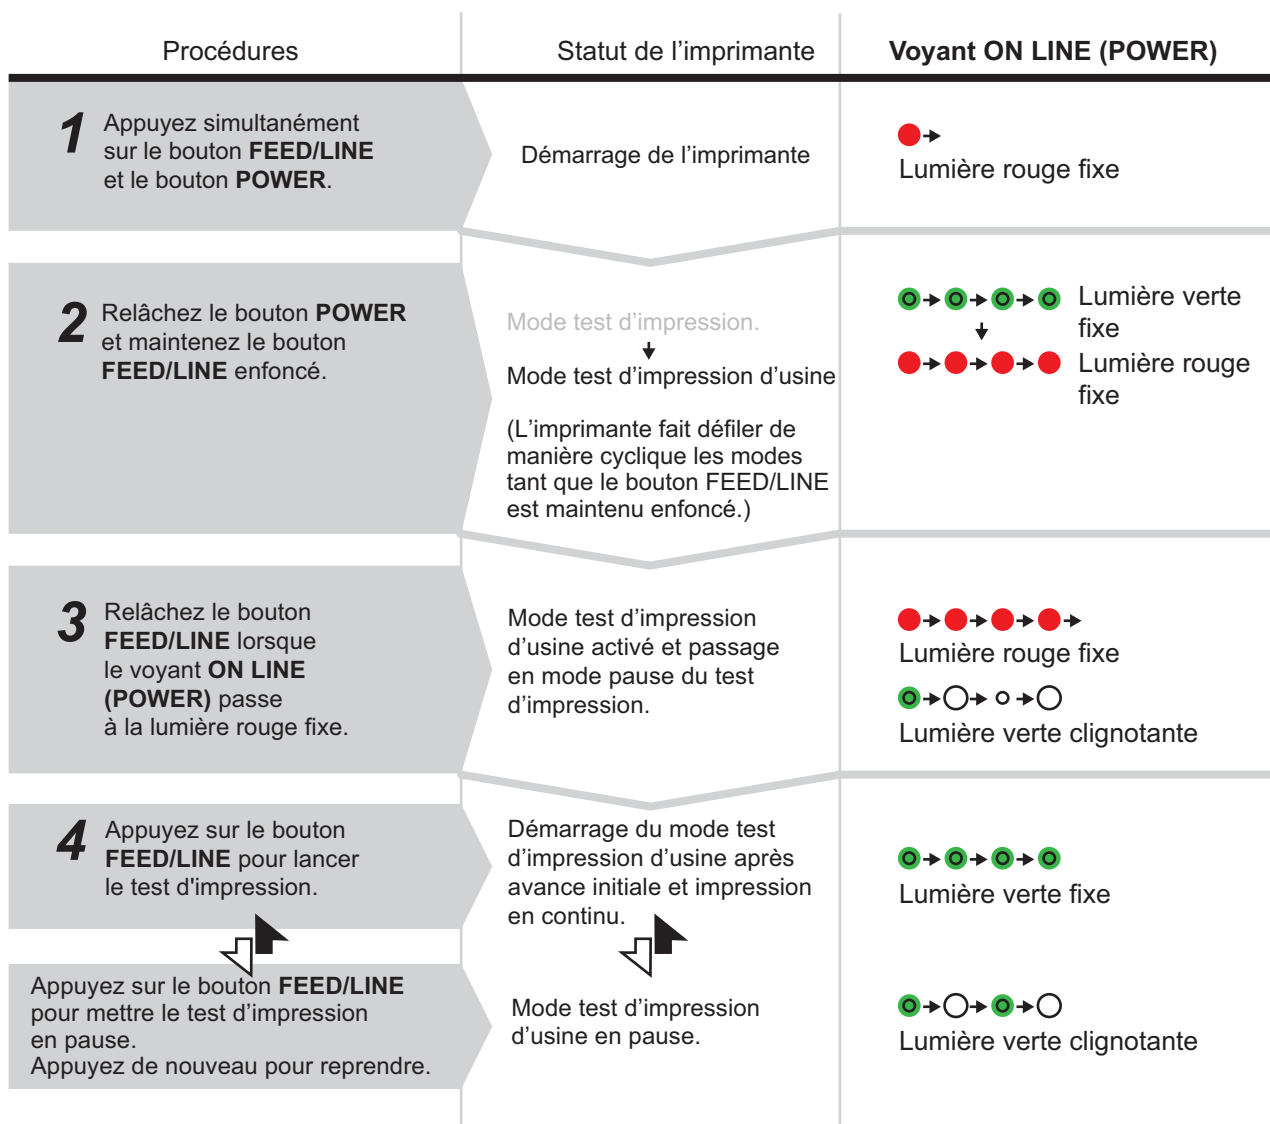 Procédures
Statut de l’imprimante
Voyant ON LINE (POWER)
1
Appuyez simultanément
sur le bouton FEED/LINE
et le bouton POWER.
Démarrage de l’imprimante
Lumière rouge fixe
2
Relâchez le bouton POWER
et maintenez le bouton
FEED/LINE enfoncé.
Mode test d’impression.
Mode test d’impression d’usine
(L’imprimante fait défiler de
manière cyclique les modes
tant que le bouton FEED/LINE
est maintenu enfoncé.)
Lumière verte
fixe
Lumière rouge
fixe
3
Relâchez le bouton
FEED/LINE lorsque
le voyant ON LINE
(POWER) passe
à la lumière rouge fixe.
Mode test d’impression
d’usine activé et passage
en mode pause du test
d’impression.
Lumière rouge fixe
Lumière verte clignotante
4
Appuyez sur le bouton
FEED/LINE pour lancer
le test d'impression.
Démarrage du mode test
d’impression d’usine après
avance initiale et impression
en continu.
Lumière verte fixe
Appuyez sur le bouton FEED/LINE
pour mettre le test d’impression
en pause.
Appuyez de nouveau pour reprendre.
Mode test d’impression
d’usine en pause.
Lumière verte clignotante